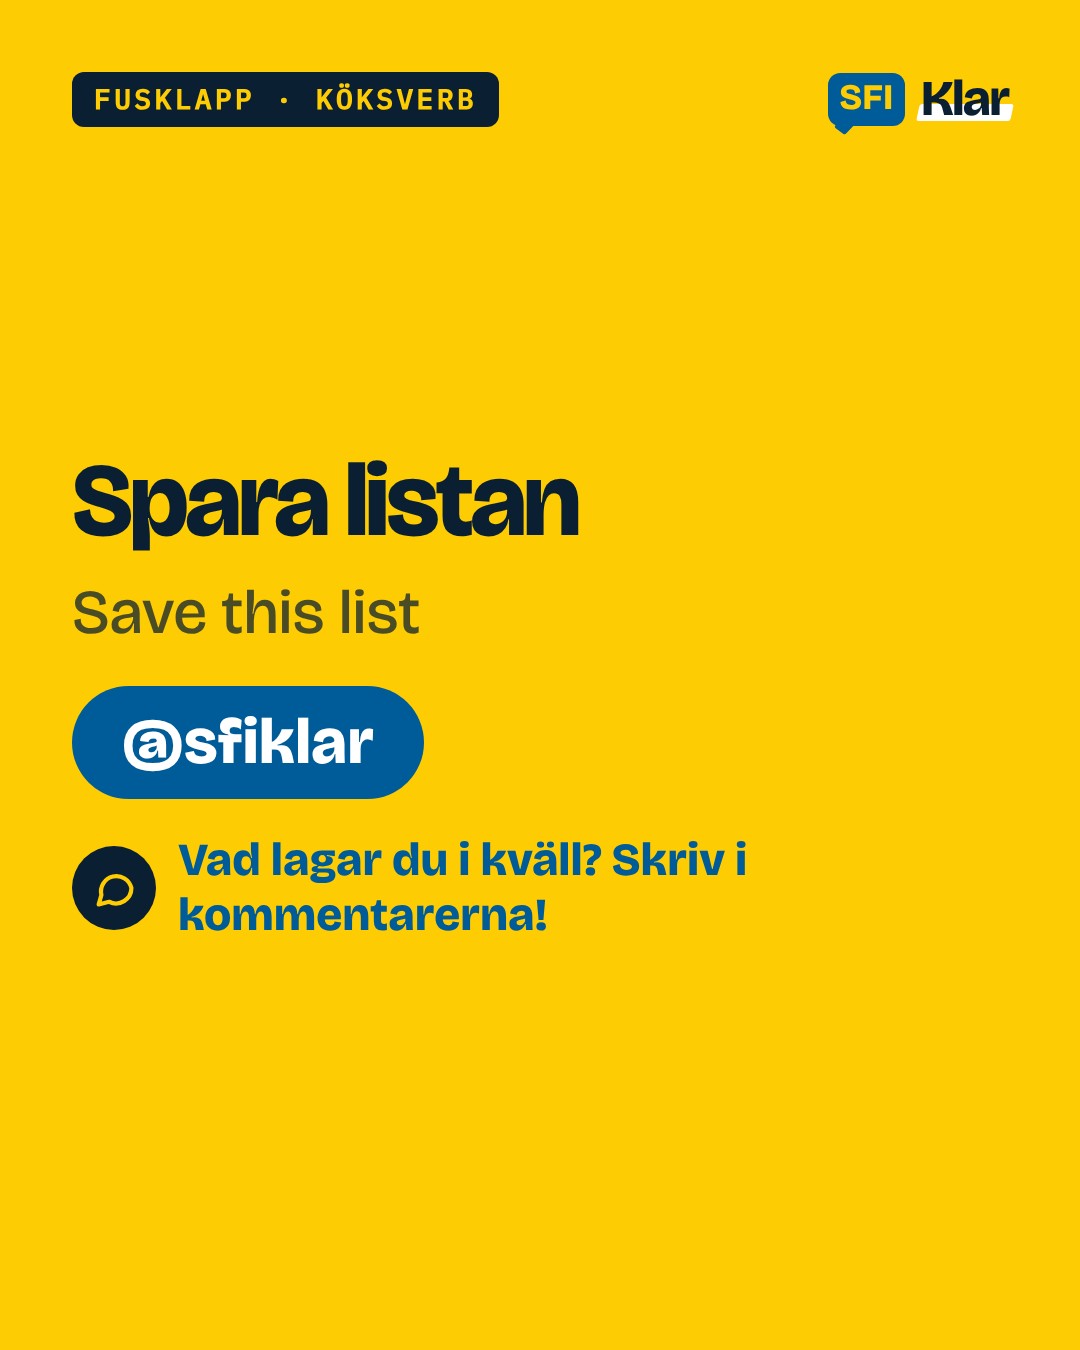 FUSKLAPP · KÖKSVERB
SFI Klar
Spara listan
Save this list
@sfiklar
Vad lagar du i kväll? Skriv i
kommentarerna!